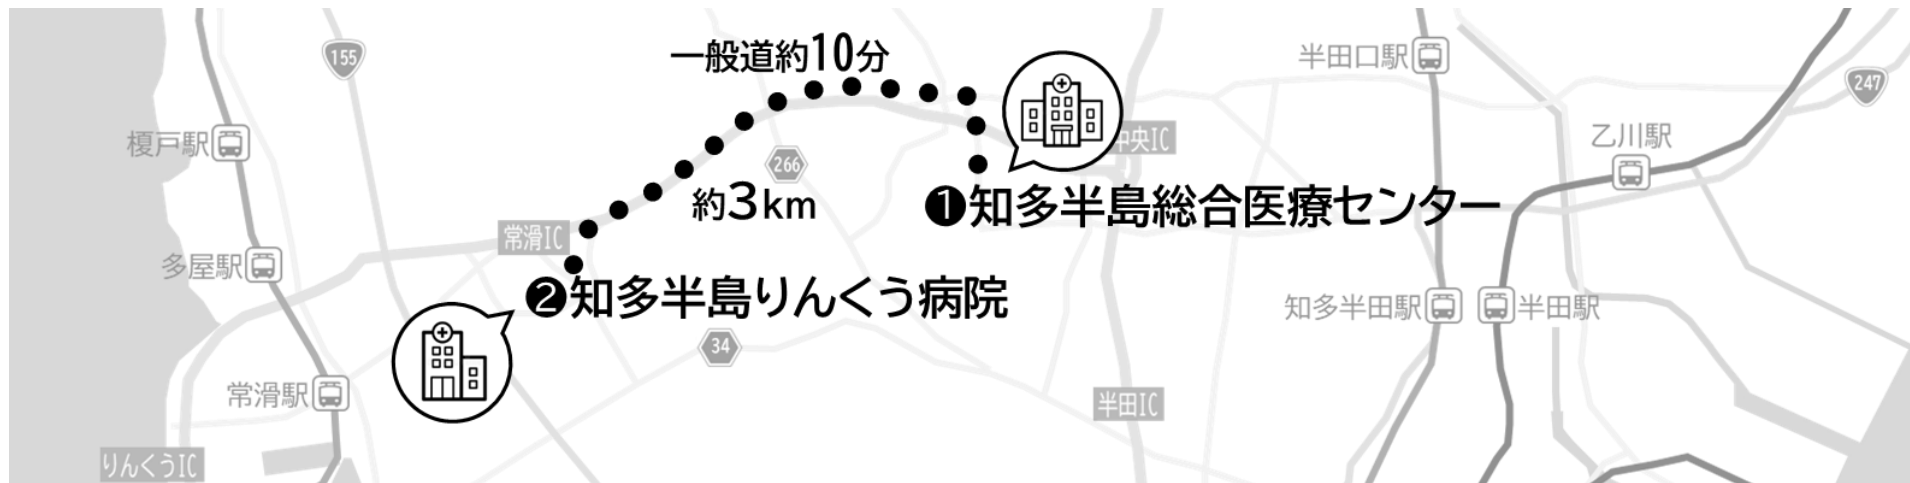 155
一般道約10分
半田口駅
247
榎戸駅
中央IC
乙川駅
266
約3km
❶知多半島総合医療センター
常滑IC
多屋駅
❷知多半島りんくう病院
知多半田駅
半田駅
34
常滑駅
半田IC
りんくうIC